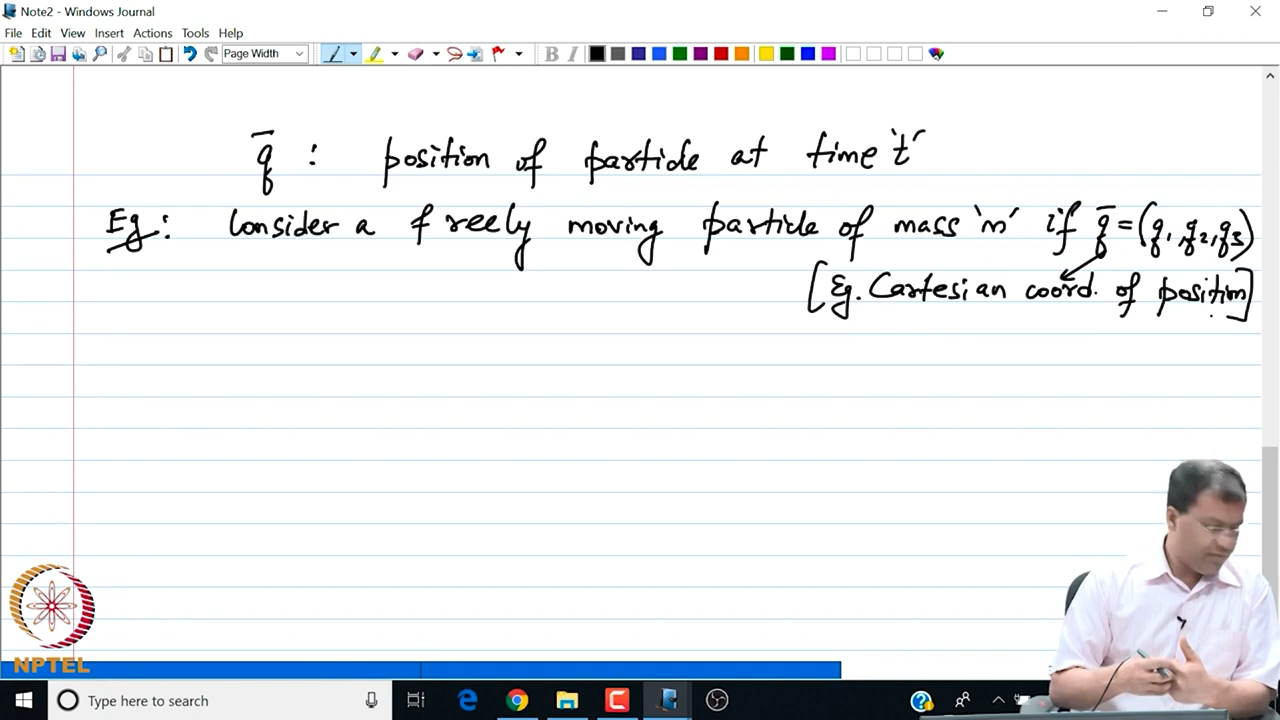 Note2 - Windows Journal
File Edit View Insert Actions Tools Help
Page Width
B I
q̄ : position of particle at time 't'
Eg: Consider a freely moving particle of mass 'm' if q̄ = (q1, q2, q3)
[Eg. Cartesian coord. of position]
NPTEL
Type here to search